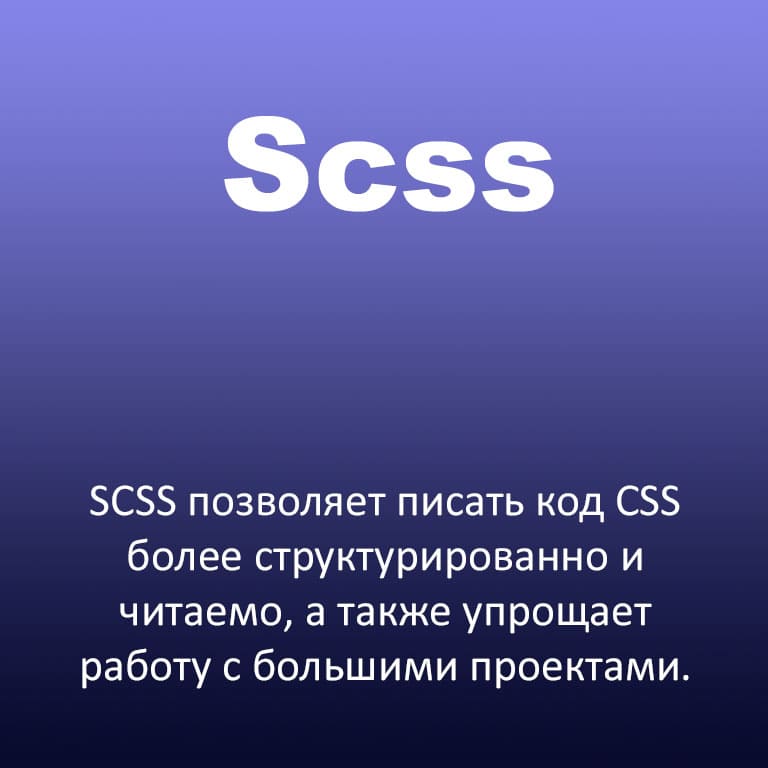 Scss
SCSS позволяет писать код CSS
более структурированно и
читаемо, а также упрощает
работу с большими проектами.